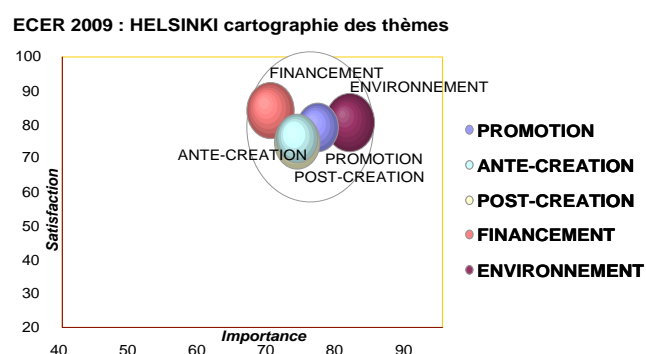 ECER 2009 : HELSINKI cartographie des thèmes
100
90
80
70
60
50
40
30
20
Satisfaction
FINANCEMENT
ENVIRONNEMENT
ANTE-CREATION
PROMOTION
POST-CREATION
PROMOTION
ANTE-CREATION
POST-CREATION
FINANCEMENT
ENVIRONNEMENT
Importance
40 50 60 70 80 90